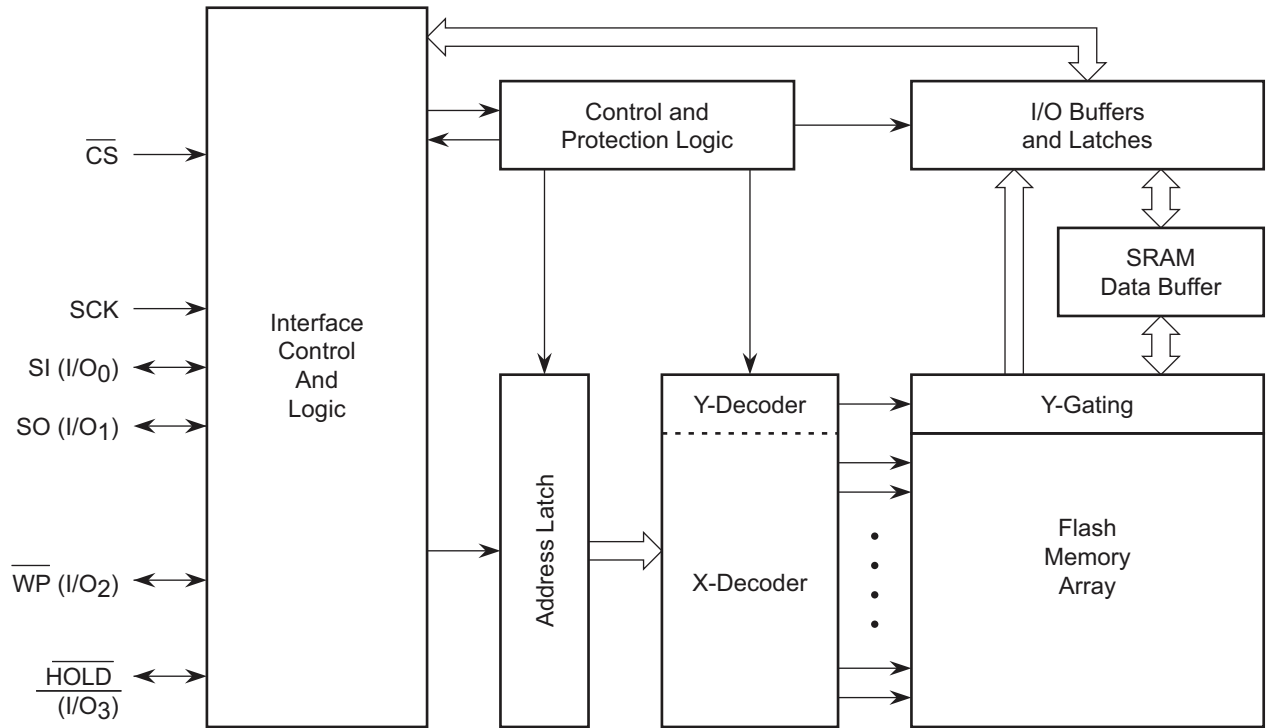 CS
SCK
SI (I/O0)
SO (I/O1)
WP (I/O2)
HOLD
(I/O3)
Interface
Control
And
Logic
Control and
Protection Logic
I/O Buffers
and Latches
SRAM
Data Buffer
Address Latch
Y-Decoder
X-Decoder
Y-Gating
Flash
Memory
Array